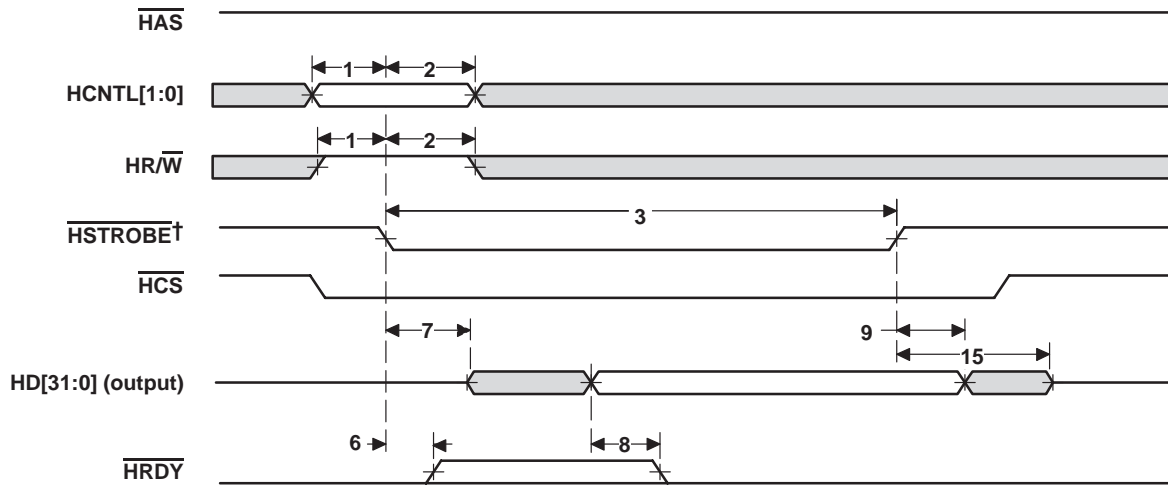 HAS
1 2
HCNTL[1:0]
1 2
HR/W
3
HSTROBE†
HCS
7 9
15
HD[31:0] (output)
6 8
HRDY